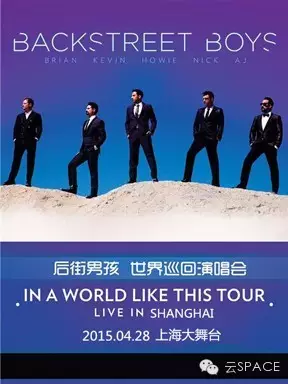 BACKSTREET BOYS
BRIAN KEVIN HOWIE NICK AJ
后街男孩 世界巡回演唱会
·IN A WORLD LIKE THIS TOUR·
LIVE IN SHANGHAI
2015.04.28 上海大舞台
云SPACE